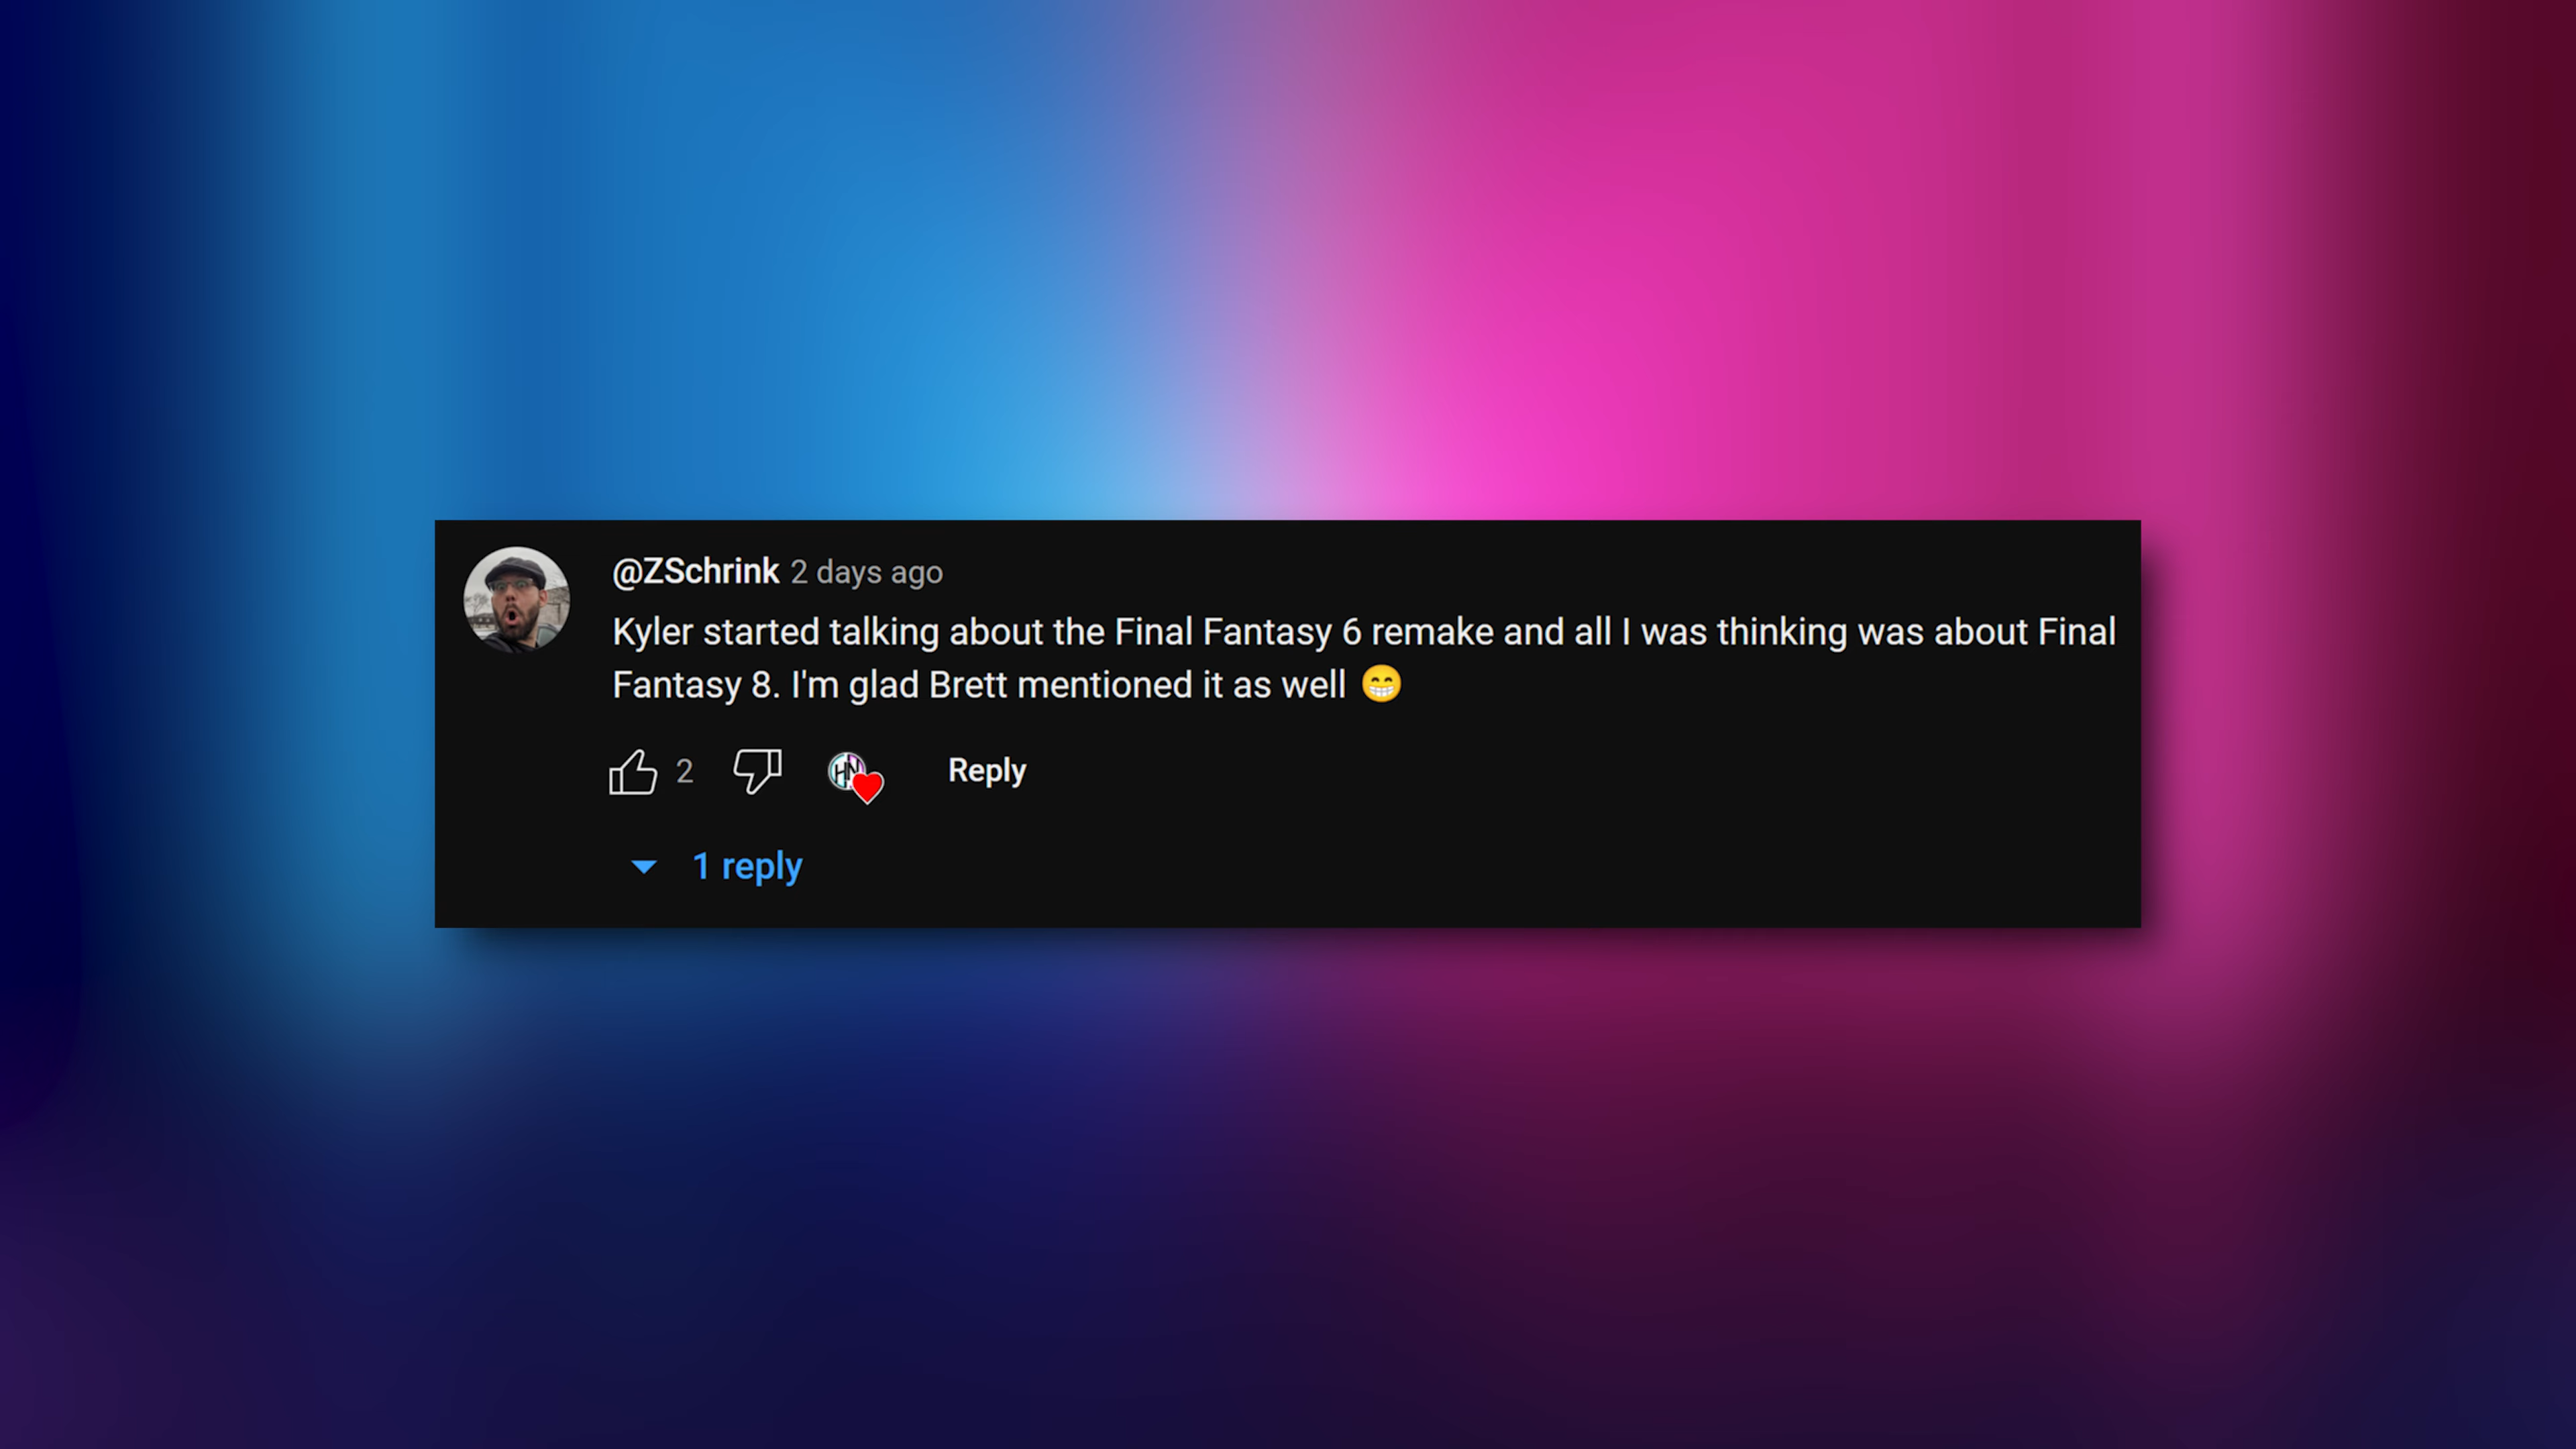 @ZSchrink 2 days ago
Kyler started talking about the Final Fantasy 6 remake and all I was thinking was about Final
Fantasy 8. I'm glad Brett mentioned it as well 😁
2 HN Reply
1 reply